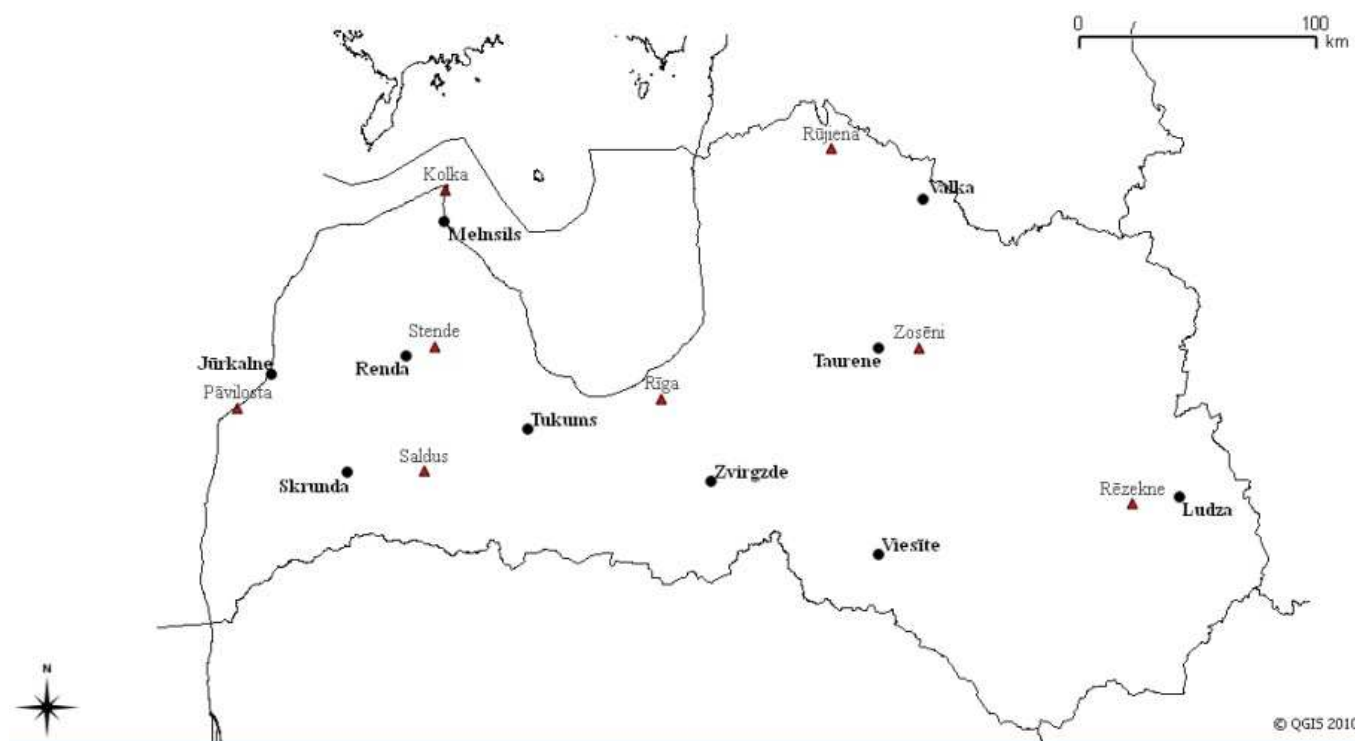 0 100
km
Rūjiena
Kolka
Valka
Melnsils
Stende
Zosēni
Jūrkalne
Renda
Taurene
Pāvilosta
Rīga
Tukums
Saldus
Skrunda
Zvirgzde
Rēzekne
Ludza
Viesīte
N
© QGIS 2010